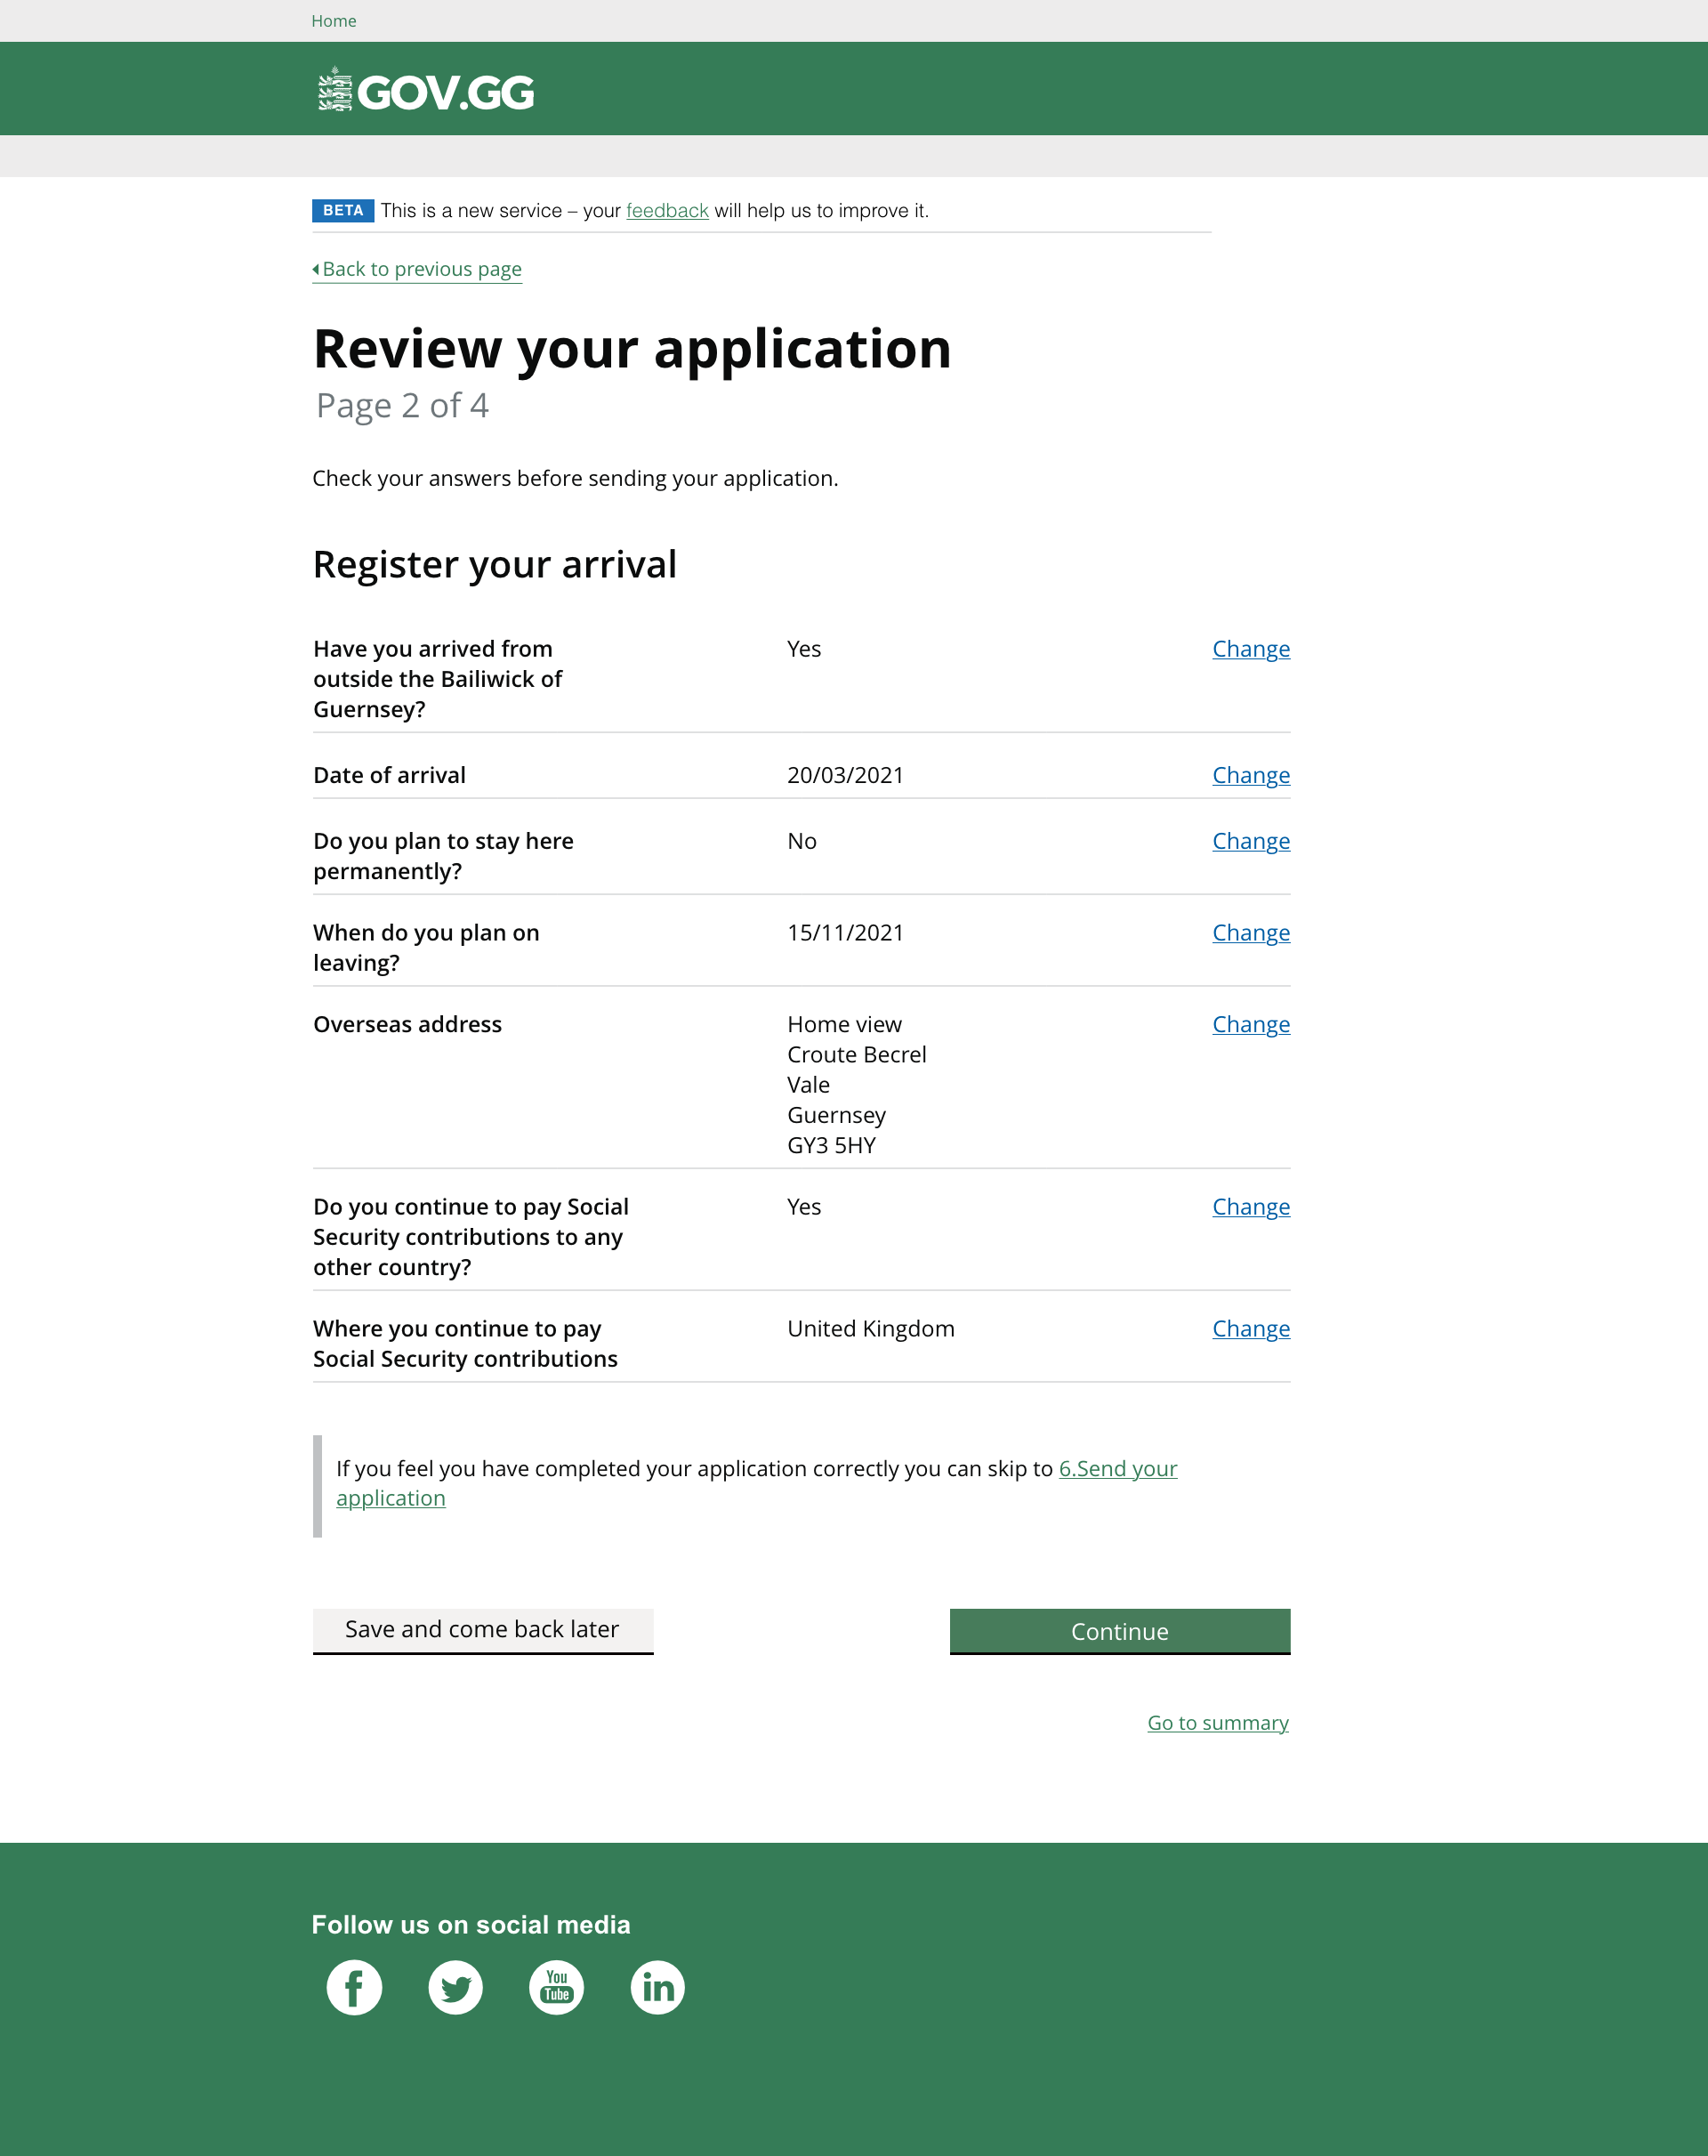 Home
GOV.GG
BETA This is a new service – your feedback will help us to improve it.
Back to previous page
Review your application
Page 2 of 4
Check your answers before sending your application.
Register your arrival
Have you arrived from Yes Change
outside the Bailiwick of
Guernsey?
Date of arrival 20/03/2021 Change
Do you plan to stay here No Change
permanently?
When do you plan on 15/11/2021 Change
leaving?
Overseas address Home view Change
Croute Becrel
Vale
Guernsey
GY3 5HY
Do you continue to pay Social Yes Change
Security contributions to any
other country?
Where you continue to pay United Kingdom Change
Social Security contributions
If you feel you have completed your application correctly you can skip to 6.Send your
application
Save and come back later Continue
Go to summary
Follow us on social media
You
Tube
in